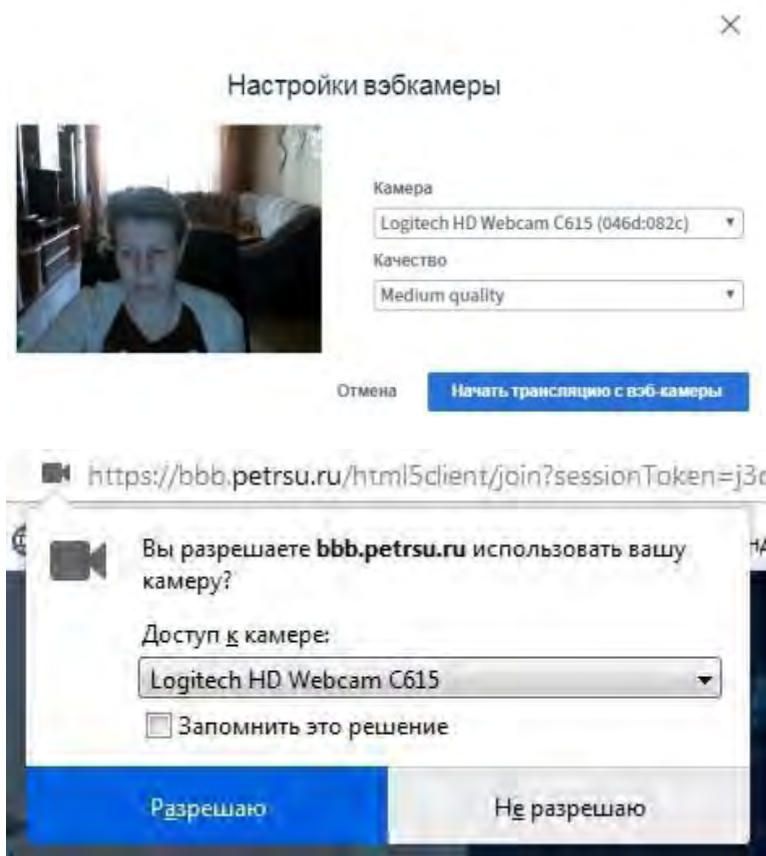 Настройки вэбкамеры
Камера
Logitech HD Webcam C615 (046d:082c)
Качество
Medium quality
Отмена
Начать трансляцию с вэб-камеры
https://bbb.petrsu.ru/html5client/join?sessionToken=j3
Вы разрешаете bbb.petrsu.ru использовать вашу
камеру?
Доступ к камере:
Logitech HD Webcam C615
Запомнить это решение
Разрешаю
Не разрешаю